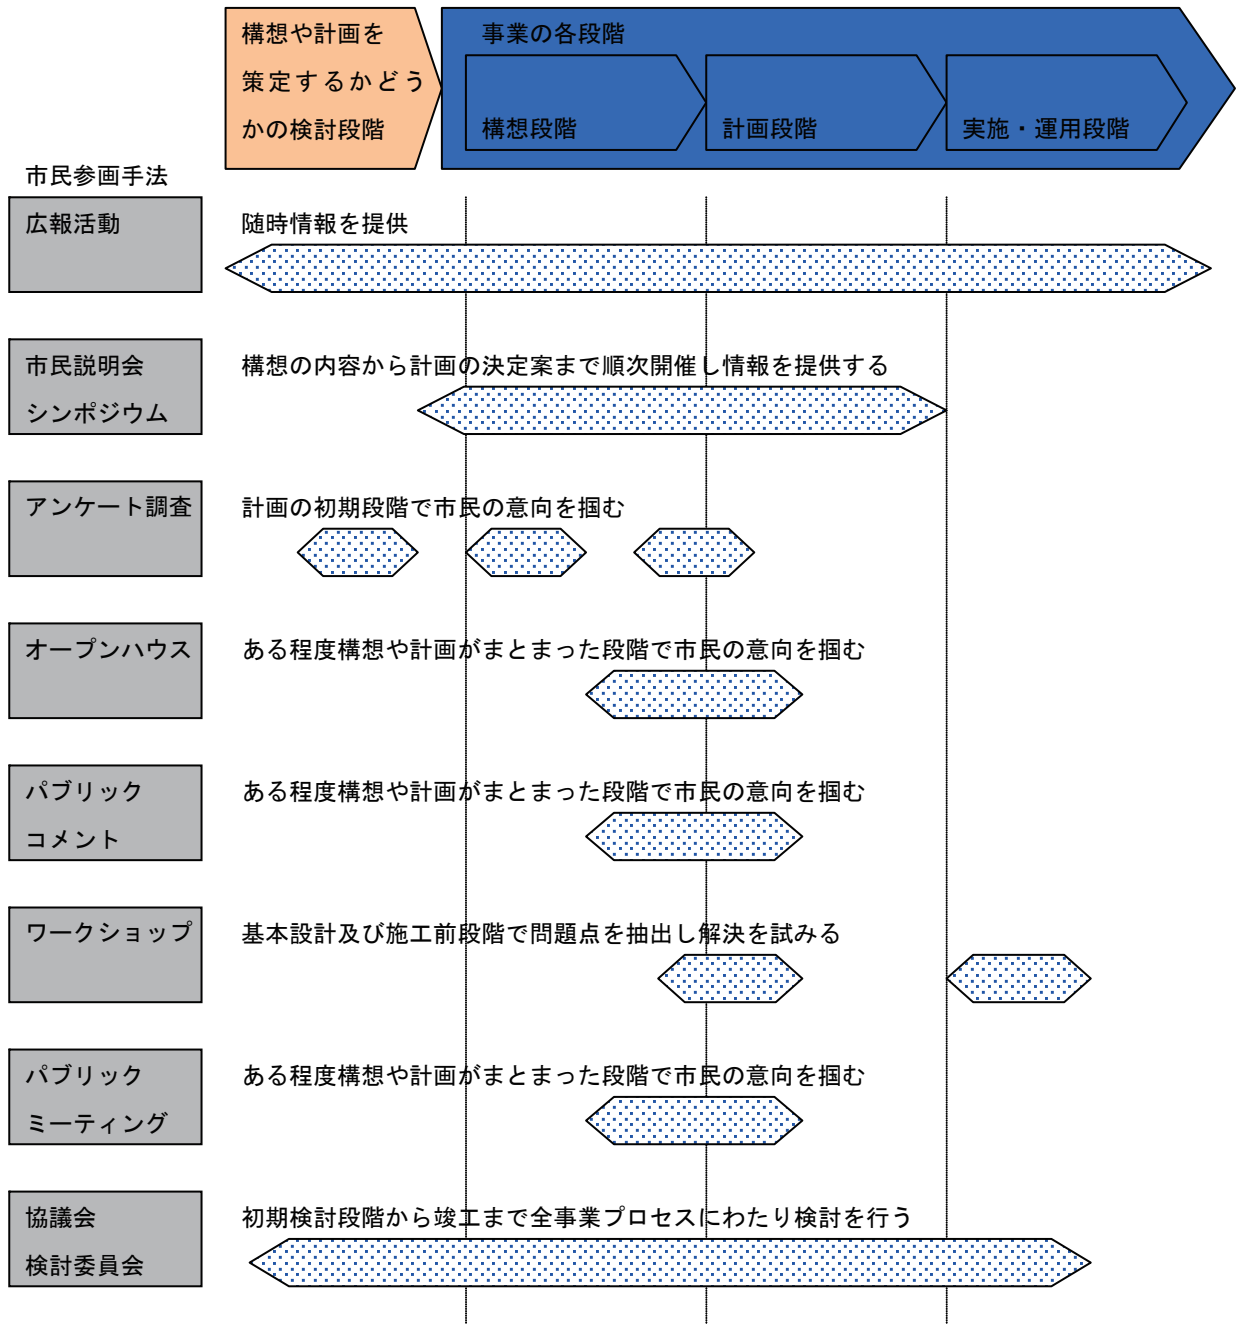 構想や計画を
策定するかどう
かの検討段階
事業の各段階
構想段階
計画段階
実施・運用段階
市民参画手法
広報活動
随時情報を提供
市民説明会
シンポジウム
構想の内容から計画の決定案まで順次開催し情報を提供する
アンケート調査
計画の初期段階で市民の意向を掴む
オープンハウス
ある程度構想や計画がまとまった段階で市民の意向を掴む
パブリック
コメント
ある程度構想や計画がまとまった段階で市民の意向を掴む
ワークショップ
基本設計及び施工前段階で問題点を抽出し解決を試みる
パブリック
ミーティング
ある程度構想や計画がまとまった段階で市民の意向を掴む
協議会
検討委員会
初期検討段階から竣工まで全事業プロセスにわたり検討を行う